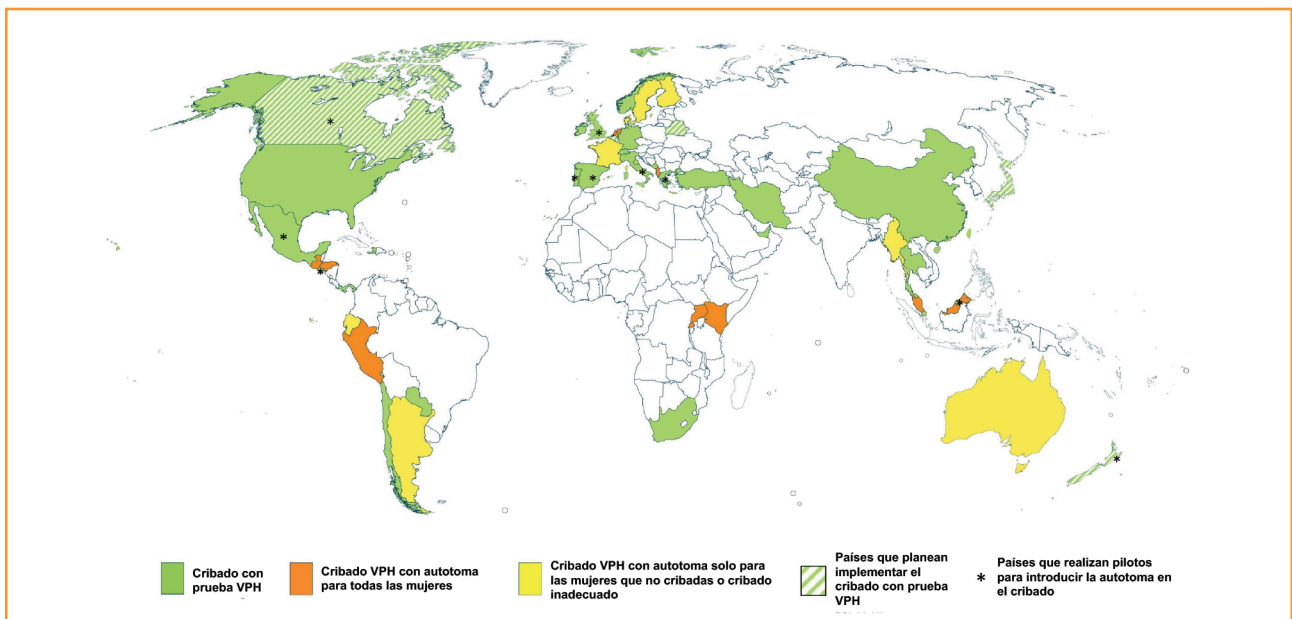 Cribado con
prueba VPH
Cribado VPH con autotoma
para todas las mujeres
Cribado VPH con autotoma solo para
las mujeres que no cribadas o cribado
inadecuado
Países que planean
implementar el
cribado con prueba
VPH
* Países que realizan pilotos
para introducir la autotoma en
el cribado